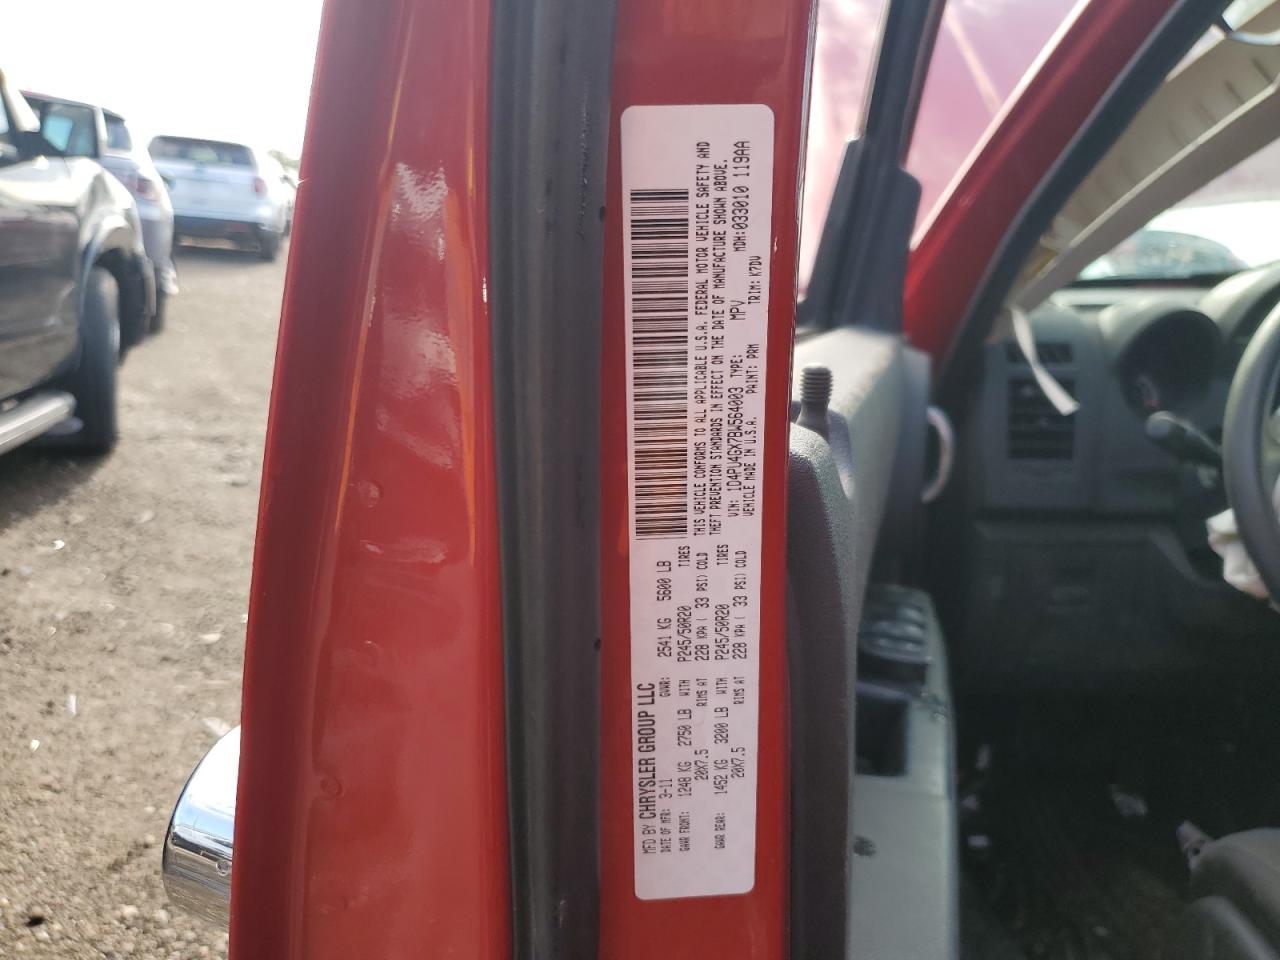 MFD BY CHRYSLER GROUP LLC
DATE OF MFR: 3-11 GVWR: 2541 KG 5600 LB
GAWR FRONT: 1248 KG 2750 LB WITH P245/50R20 TIRES
20X7.5 RIMS AT 228 KPA ( 33 PSI) COLD
GAWR REAR: 1452 KG 3200 LB WITH P245/50R20 TIRES
20X7.5 RIMS AT 228 KPA ( 33 PSI) COLD
THIS VEHICLE CONFORMS TO ALL APPLICABLE U.S.A. FEDERAL MOTOR VEHICLE SAFETY AND
THEFT PREVENTION STANDARDS IN EFFECT ON THE DATE OF MANUFACTURE SHOWN ABOVE.
VIN: 1D4PU4GX7BW564003 TYPE: MPV MDH:033010 119AA
VEHICLE MADE IN U.S.A. PAINT: PRM TRIM: K7DV